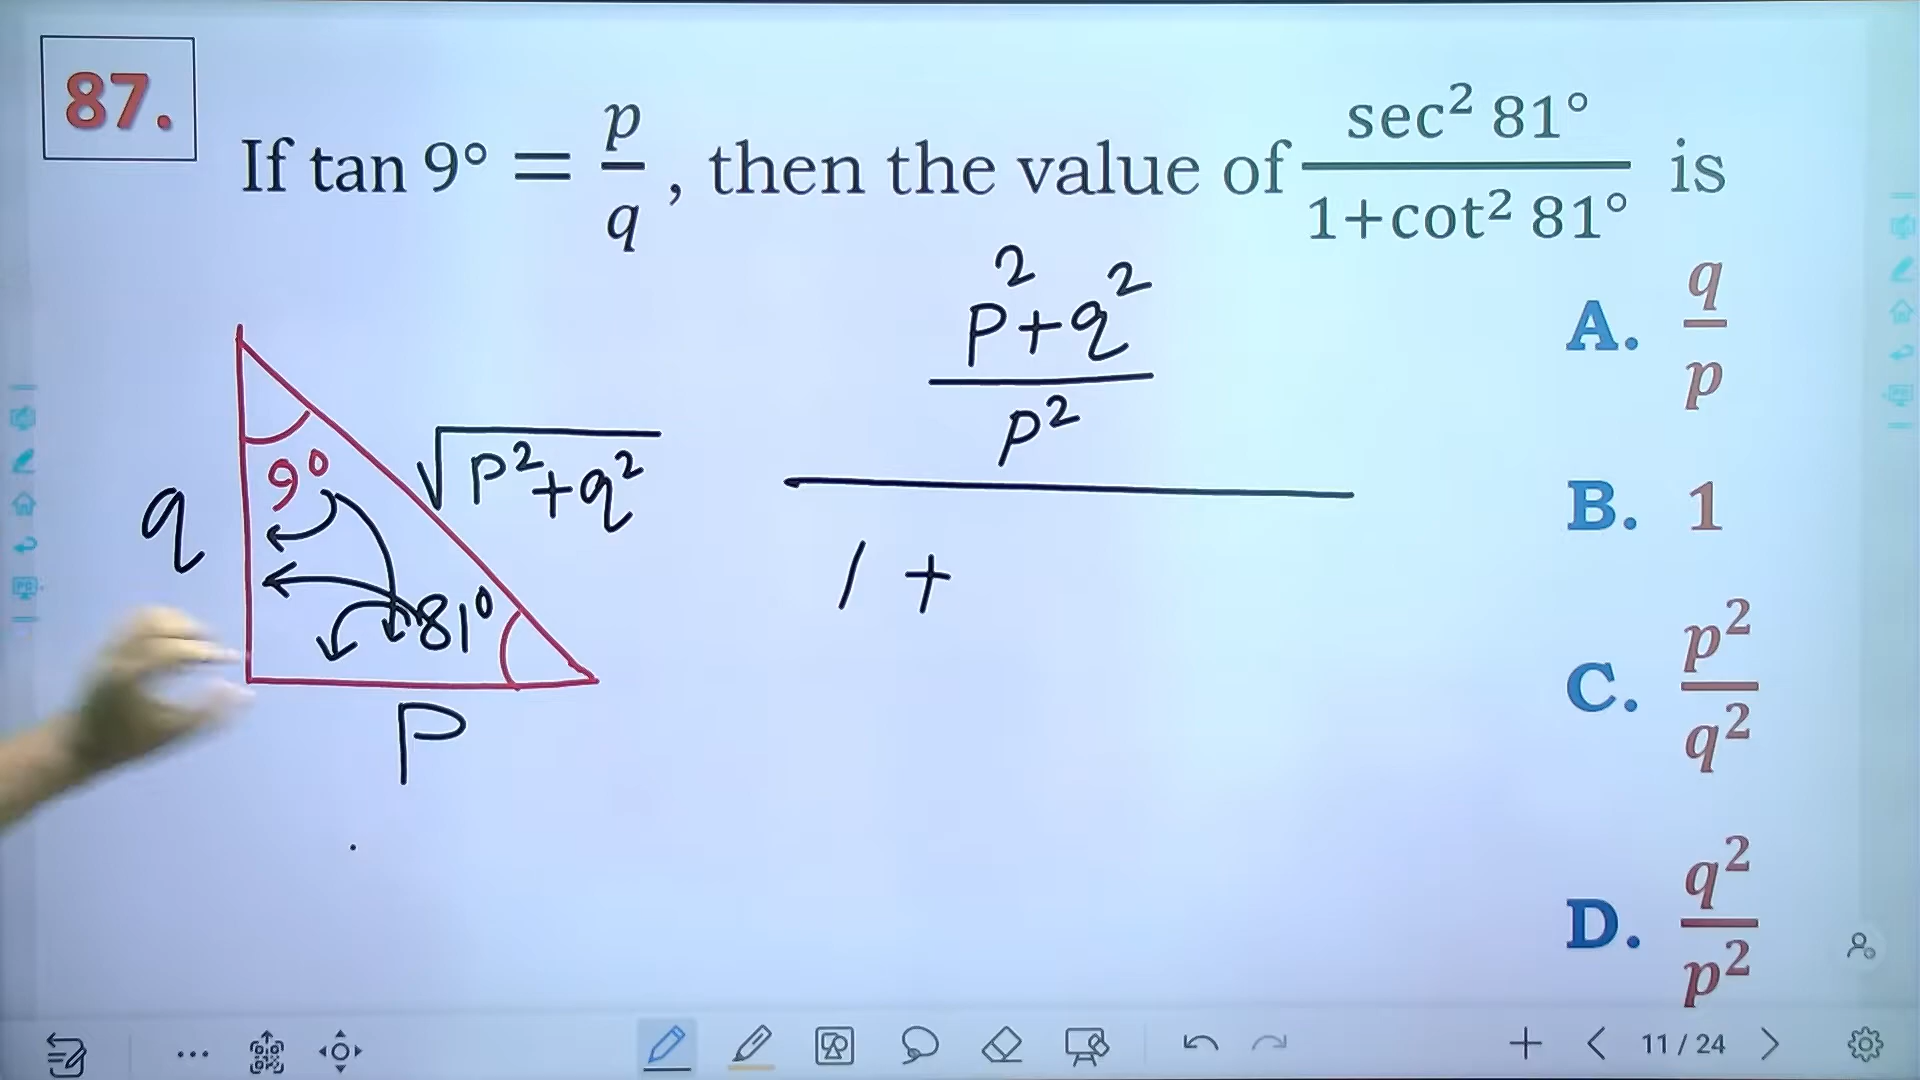 87.
If tan 9° = p/q, then the value of sec² 81°/1+cot² 81° is
A. q/p
B. 1
C. p²/q²
D. q²/p²
9°
81°
q
P
√P²+q²
P²+q²
P²
1 +
11 / 24